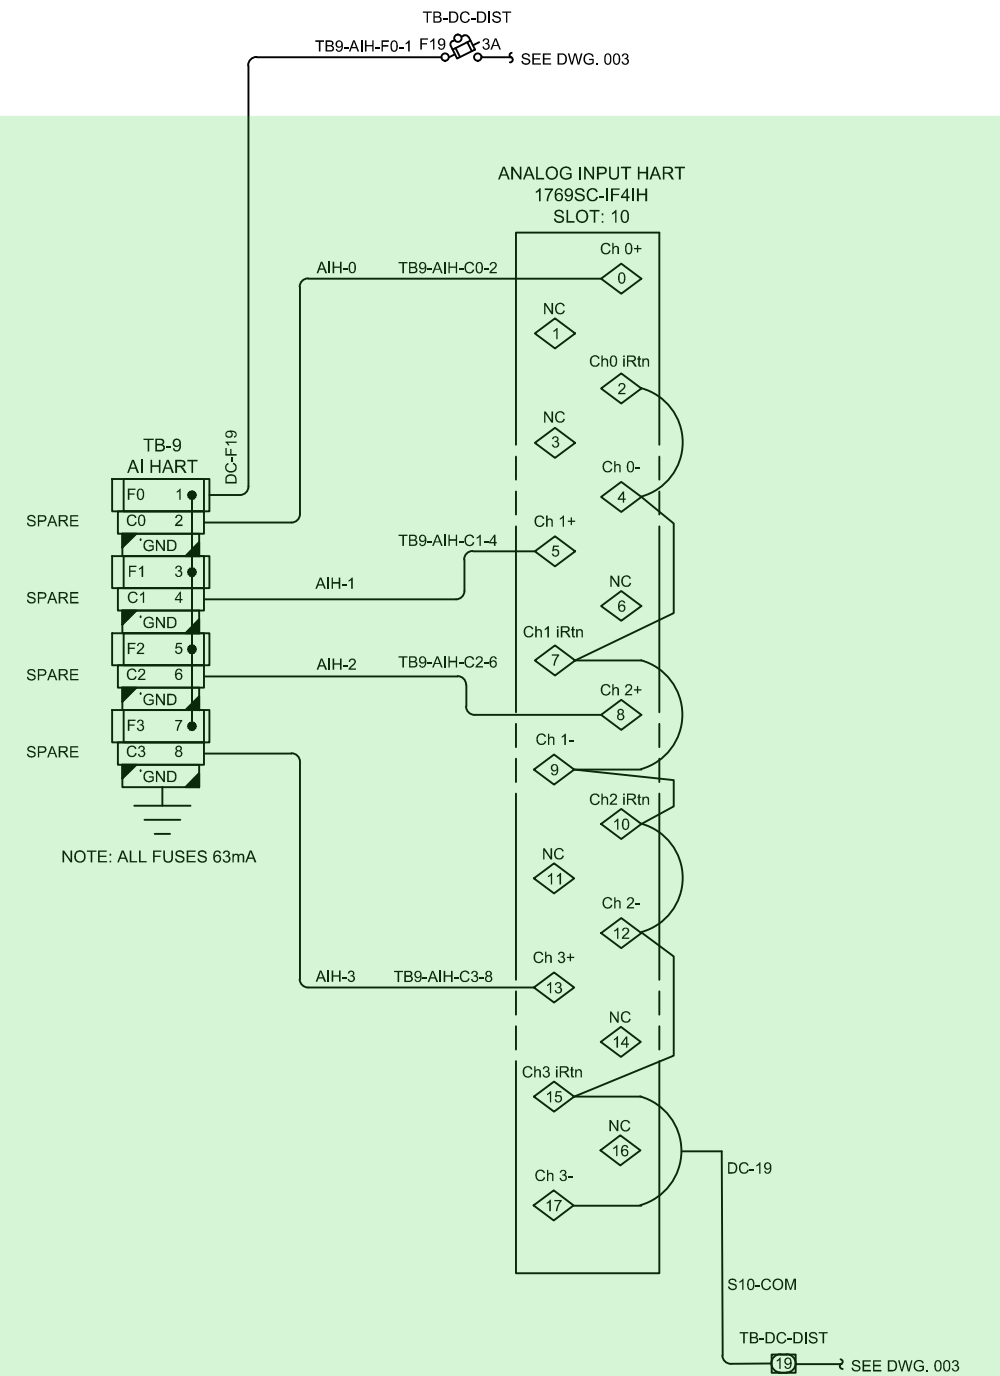 TB-DC-DIST
TB9-AIH-F0-1 F19 3A
SEE DWG. 003
ANALOG INPUT HART
1769SC-IF4IH
SLOT: 10
Ch 0+
AIH-0 TB9-AIH-C0-2
0
NC
1
Ch0 iRtn
2
NC
3
TB-9
AI HART
DC-F19
Ch 0-
4
F0 1
SPARE C0 2
*GND
Ch 1+
TB9-AIH-C1-4
5
F1 3
AIH-1
NC
SPARE C1 4
6
*GND
Ch1 iRtn
F2 5
7
AIH-2 TB9-AIH-C2-6
SPARE C2 6
Ch 2+
*GND
8
F3 7
Ch 1-
SPARE C3 8
9
*GND
Ch2 iRtn
10
NOTE: ALL FUSES 63mA
NC
11
Ch 2-
12
Ch 3+
AIH-3 TB9-AIH-C3-8
13
NC
14
Ch3 iRtn
15
NC
16
DC-19
Ch 3-
17
S10-COM
TB-DC-DIST
19
SEE DWG. 003